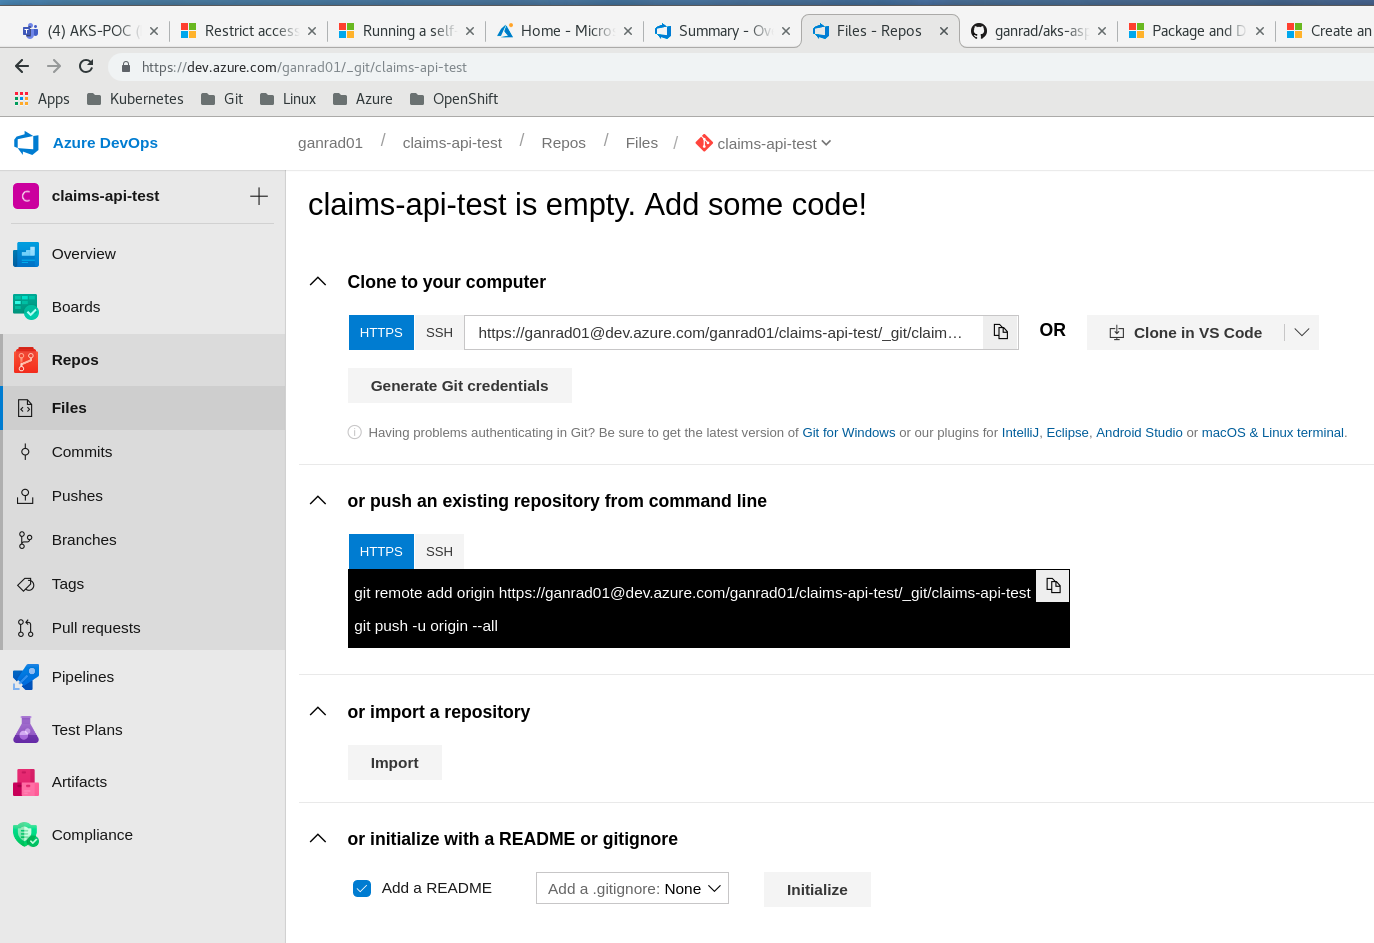 (4) AKS-POC
Restrict access
Running a self-
Home - Micro
Summary - Ov
Files - Repos
ganrad/aks-asp
Package and D
Create an
https://dev.azure.com/ganrad01/_git/claims-api-test
Apps
Kubernetes
Git
Linux
Azure
OpenShift
Azure DevOps
ganrad01 / claims-api-test / Repos / Files / claims-api-test
C claims-api-test
claims-api-test is empty. Add some code!
Overview
Boards
Repos
Files
Commits
Pushes
Branches
Tags
Pull requests
Pipelines
Test Plans
Artifacts
Compliance
Clone to your computer
HTTPS SSH https://ganrad01@dev.azure.com/ganrad01/claims-api-test/_git/claim… OR Clone in VS Code
Generate Git credentials
Having problems authenticating in Git? Be sure to get the latest version of Git for Windows or our plugins for IntelliJ, Eclipse, Android Studio or macOS & Linux terminal.
or push an existing repository from command line
HTTPS SSH
git remote add origin https://ganrad01@dev.azure.com/ganrad01/claims-api-test/_git/claims-api-test
git push -u origin --all
or import a repository
Import
or initialize with a README or gitignore
Add a README Add a .gitignore: None Initialize